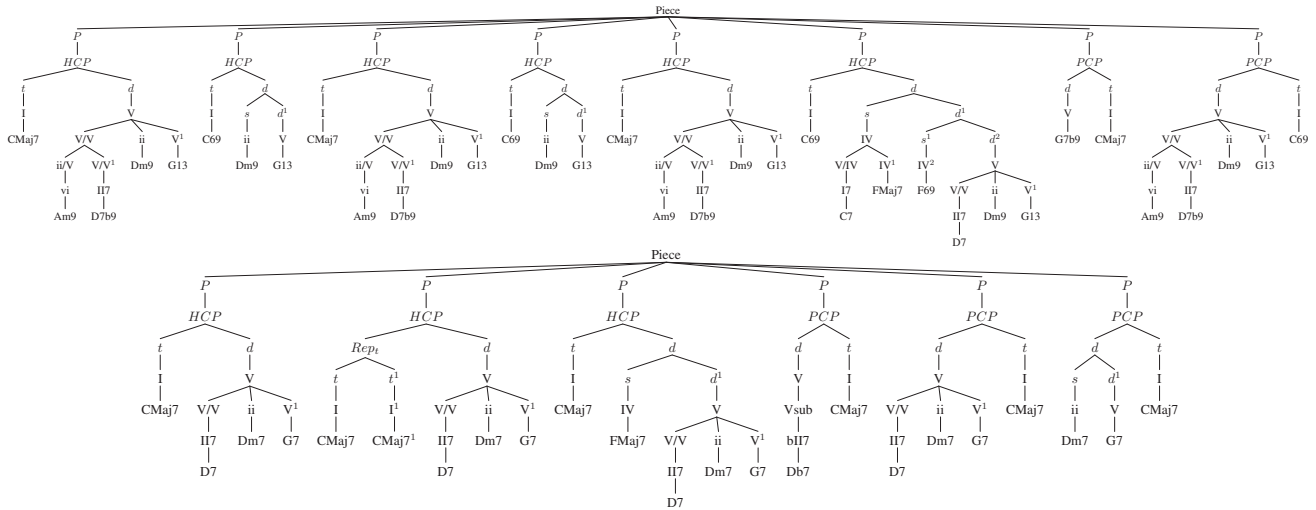 Piece
P P P P P P P P
HCP HCP HCP HCP HCP HCP PCP PCP
t d t d t d t d t d t d d t d t
I V I s d¹ I V I s d¹ I V I s d¹ V I V I
CMaj7 V/V ii V¹ C69 ii V CMaj7 V/V ii V¹ C69 ii V CMaj7 V/V ii V¹ C69 IV s¹ d² G7b9 CMaj7 V/V ii V¹ C69
ii/V V/V¹ Dm9 G13 Dm9 G13 ii/V V/V¹ Dm9 G13 Dm9 G13 ii/V V/V¹ Dm9 G13 V/IV IV¹ IV² V ii/V V/V¹ Dm9 G13
vi II7 vi II7 vi II7 I7 FMaj7 F69 V/V ii V¹ vi II7
Am9 D7b9 Am9 D7b9 Am9 D7b9 C7 II7 Dm9 G13 Am9 D7b9
D7
Piece
P P P P P P
HCP HCP HCP PCP PCP PCP
t d Repₜ d t d d t d t d t
I V t t¹ V I s d¹ V I V I s d¹ I
CMaj7 V/V ii V¹ I I¹ V/V ii V¹ CMaj7 IV V Vsub CMaj7 V/V ii V¹ CMaj7 ii V CMaj7
II7 Dm7 G7 CMaj7 CMaj7¹ II7 Dm7 G7 FMaj7 V/V ii V¹ bII7 II7 Dm7 G7 Dm7 G7
D7 D7 II7 Dm7 G7 Db7 D7
D7